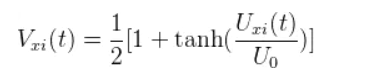 V_{xi}(t) = \frac{1}{2}[1 + \tanh(\frac{U_{xi}(t)}{U_0})]